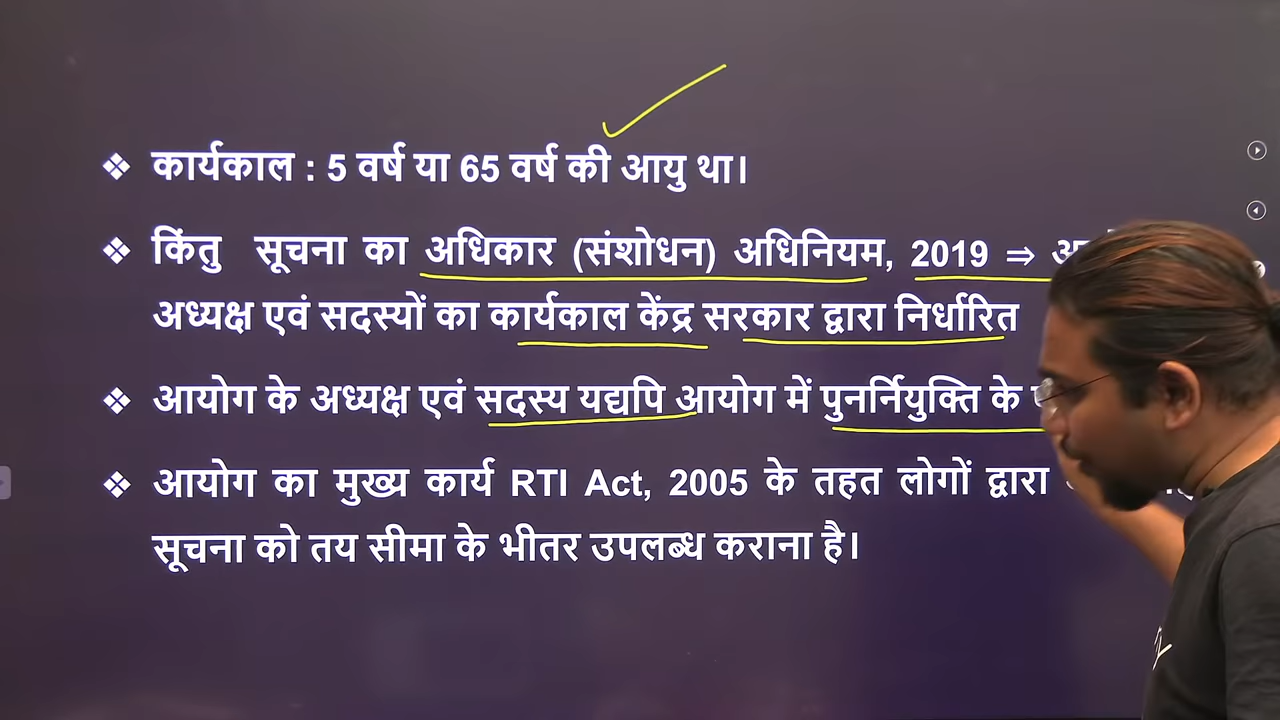 ❖ कार्यकाल : 5 वर्ष या 65 वर्ष की आयु था।
❖ किंतु सूचना का अधिकार (संशोधन) अधिनियम, 2019 ⇒
अध्यक्ष एवं सदस्यों का कार्यकाल केंद्र सरकार द्वारा निर्धारित
❖ आयोग के अध्यक्ष एवं सदस्य यद्यपि आयोग में पुनर्नियुक्ति के
❖ आयोग का मुख्य कार्य RTI Act, 2005 के तहत लोगों द्वारा
सूचना को तय सीमा के भीतर उपलब्ध कराना है।